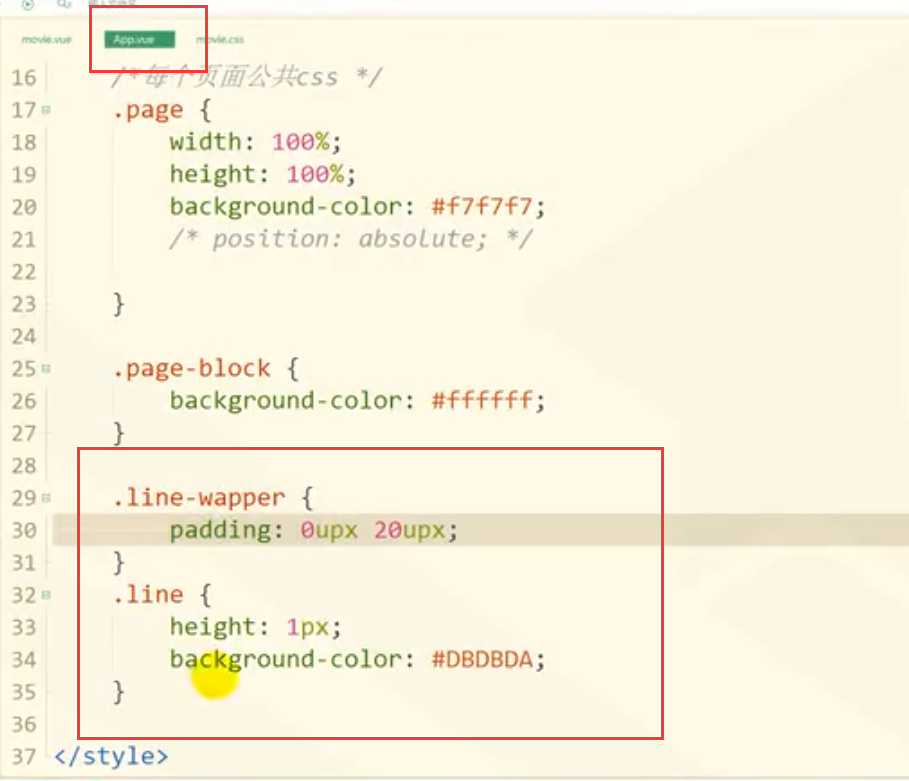 movie.vue App.vue movie.css
16 /*每个页面公共css */
17 .page {
18 width: 100%;
19 height: 100%;
20 background-color: #f7f7f7;
21 /* position: absolute; */
22
23 }
24
25 .page-block {
26 background-color: #ffffff;
27 }
28
29 .line-wapper {
30 padding: 0upx 20upx;
31 }
32 .line {
33 height: 1px;
34 background-color: #DBDBDA;
35 }
36
37 </style>